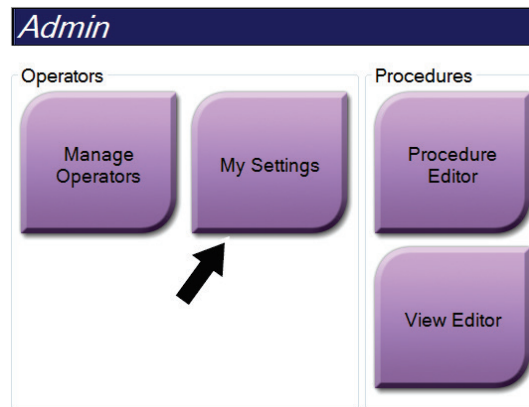 Admin
Operators
Manage
Operators
My Settings
Procedures
Procedure
Editor
View Editor